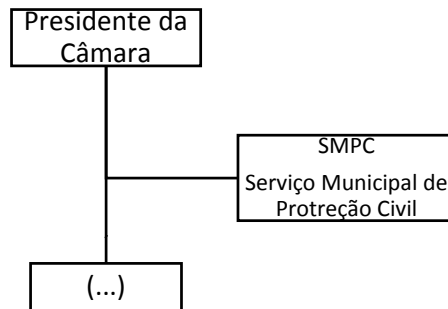 Presidente da
Câmara
SMPC
Serviço Municipal de
Protreção Civil
(...)